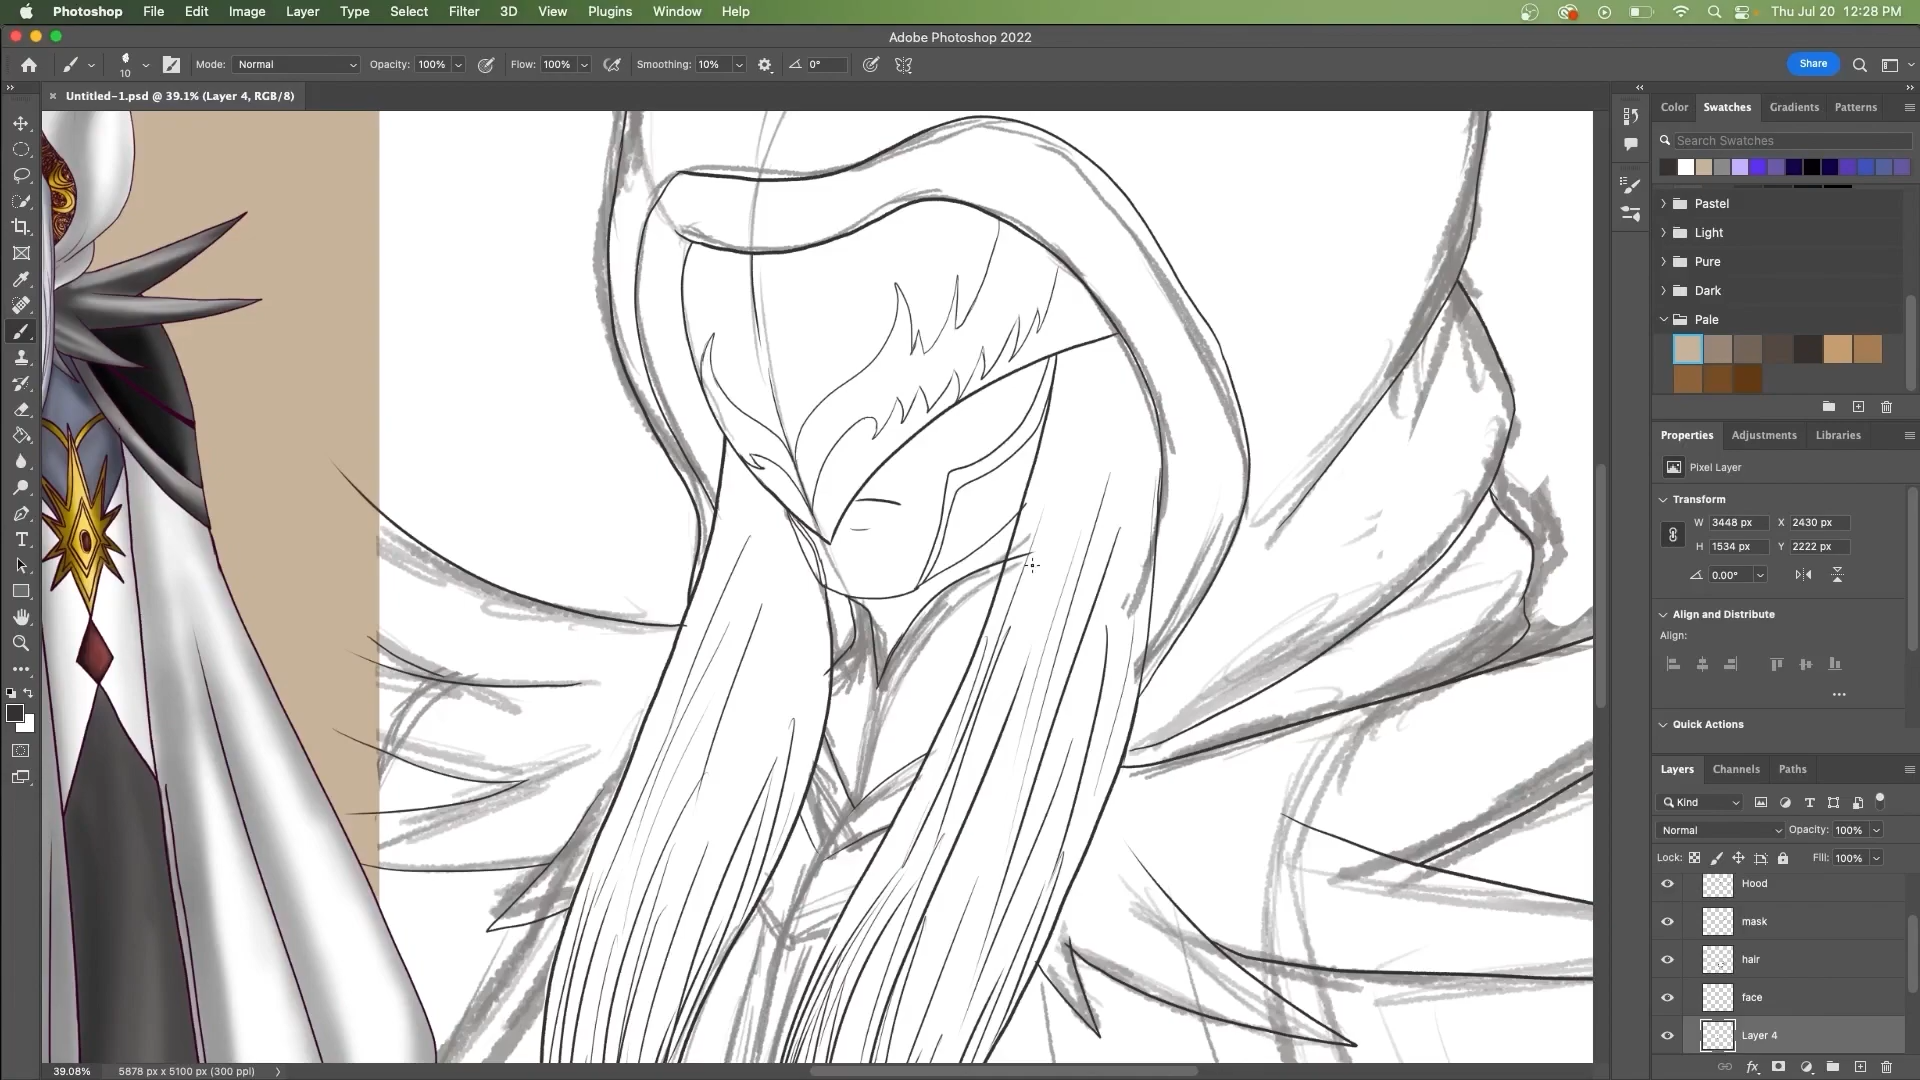 Photoshop File Edit Image Layer Type Select Filter 3D View Plugins Window Help Thu Jul 20 12:28 PM
Adobe Photoshop 2022
10 Mode: Normal Opacity: 100% Flow: 100% Smoothing: 10% 0° Share
× Untitled-1.psd @ 39.1% (Layer 4, RGB/8)
Color Swatches Gradients Patterns
Search Swatches
Pastel
Light
Pure
Dark
Pale
Properties Adjustments Libraries
Pixel Layer
Transform
W 3448 px X 2430 px
H 1534 px Y 2222 px
0.00°
Align and Distribute
Align:
Quick Actions
Layers Channels Paths
Kind
Normal Opacity: 100%
Lock: Fill: 100%
Hood
mask
hair
face
Layer 4
fx
39.08% 5878 px x 5100 px (300 ppi)